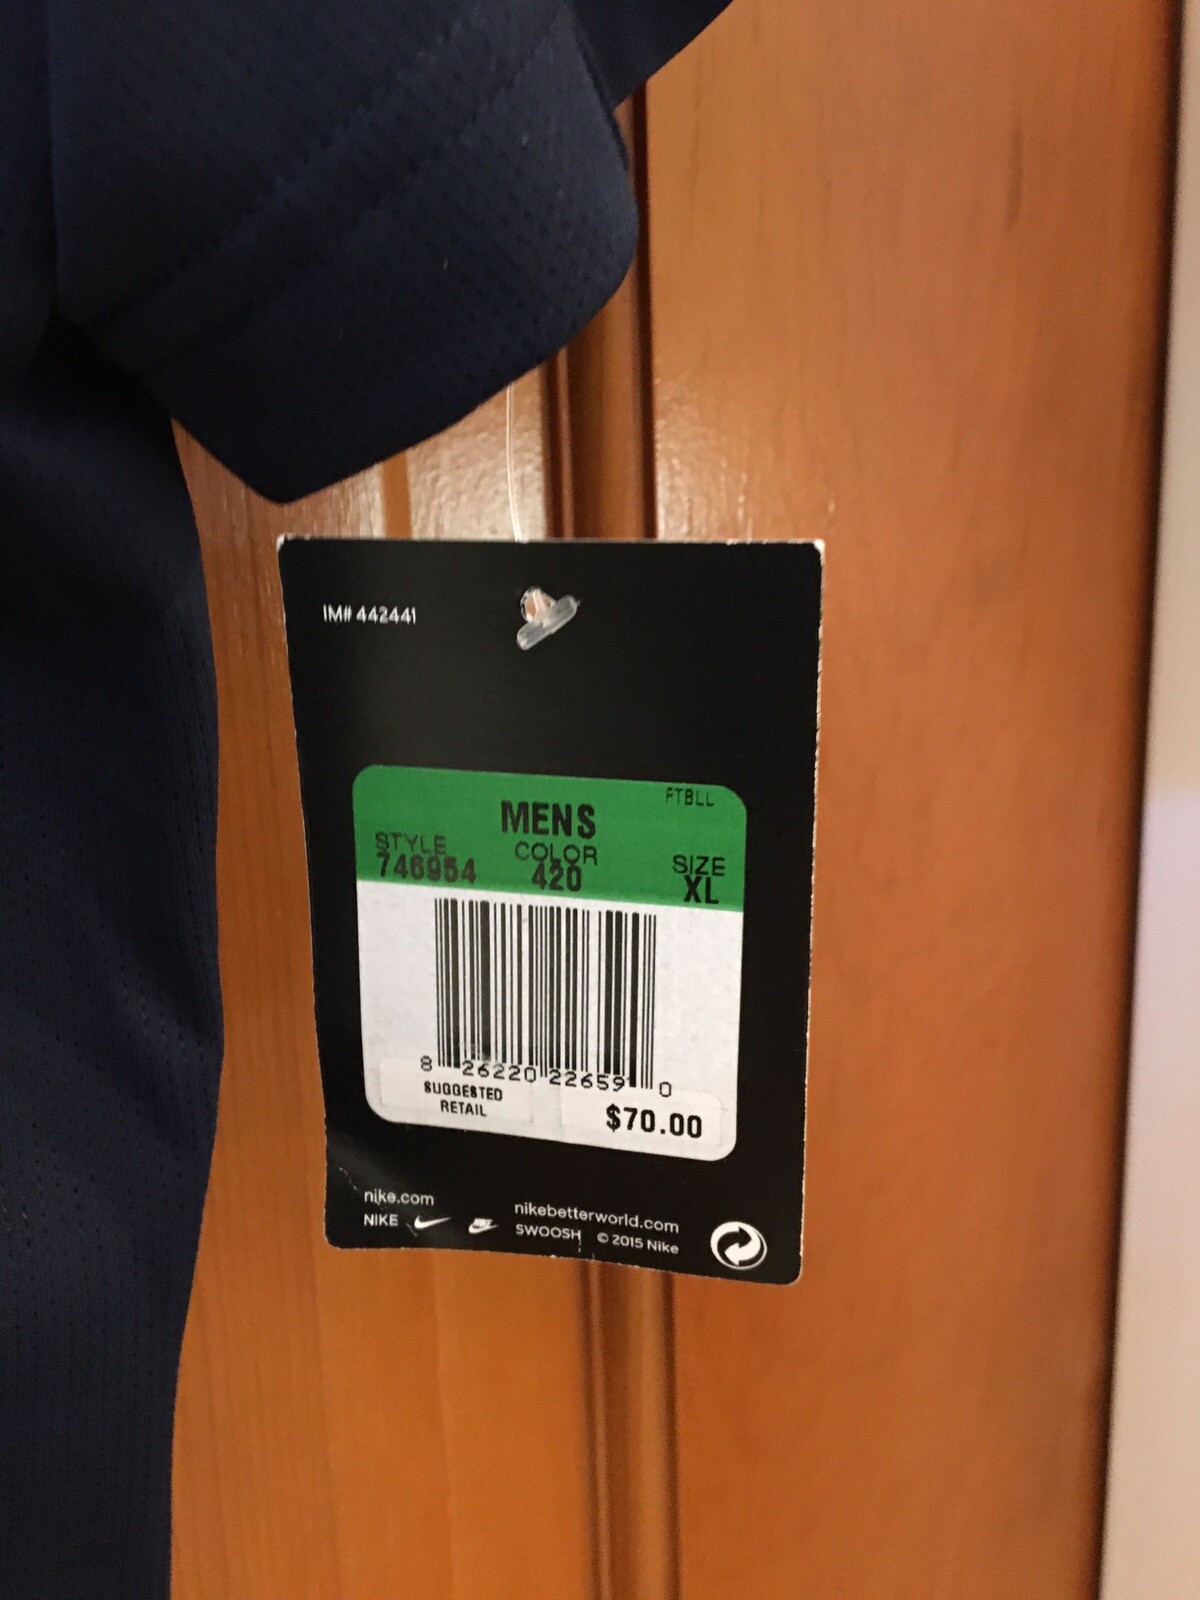 IM# 442441
FTBLL
MENS
STYLE COLOR SIZE
746954 420 XL
8 26220 22659 0
SUGGESTED
RETAIL
$70.00
nike.com nikebetterworld.com
NIKE SWOOSH © 2015 Nike